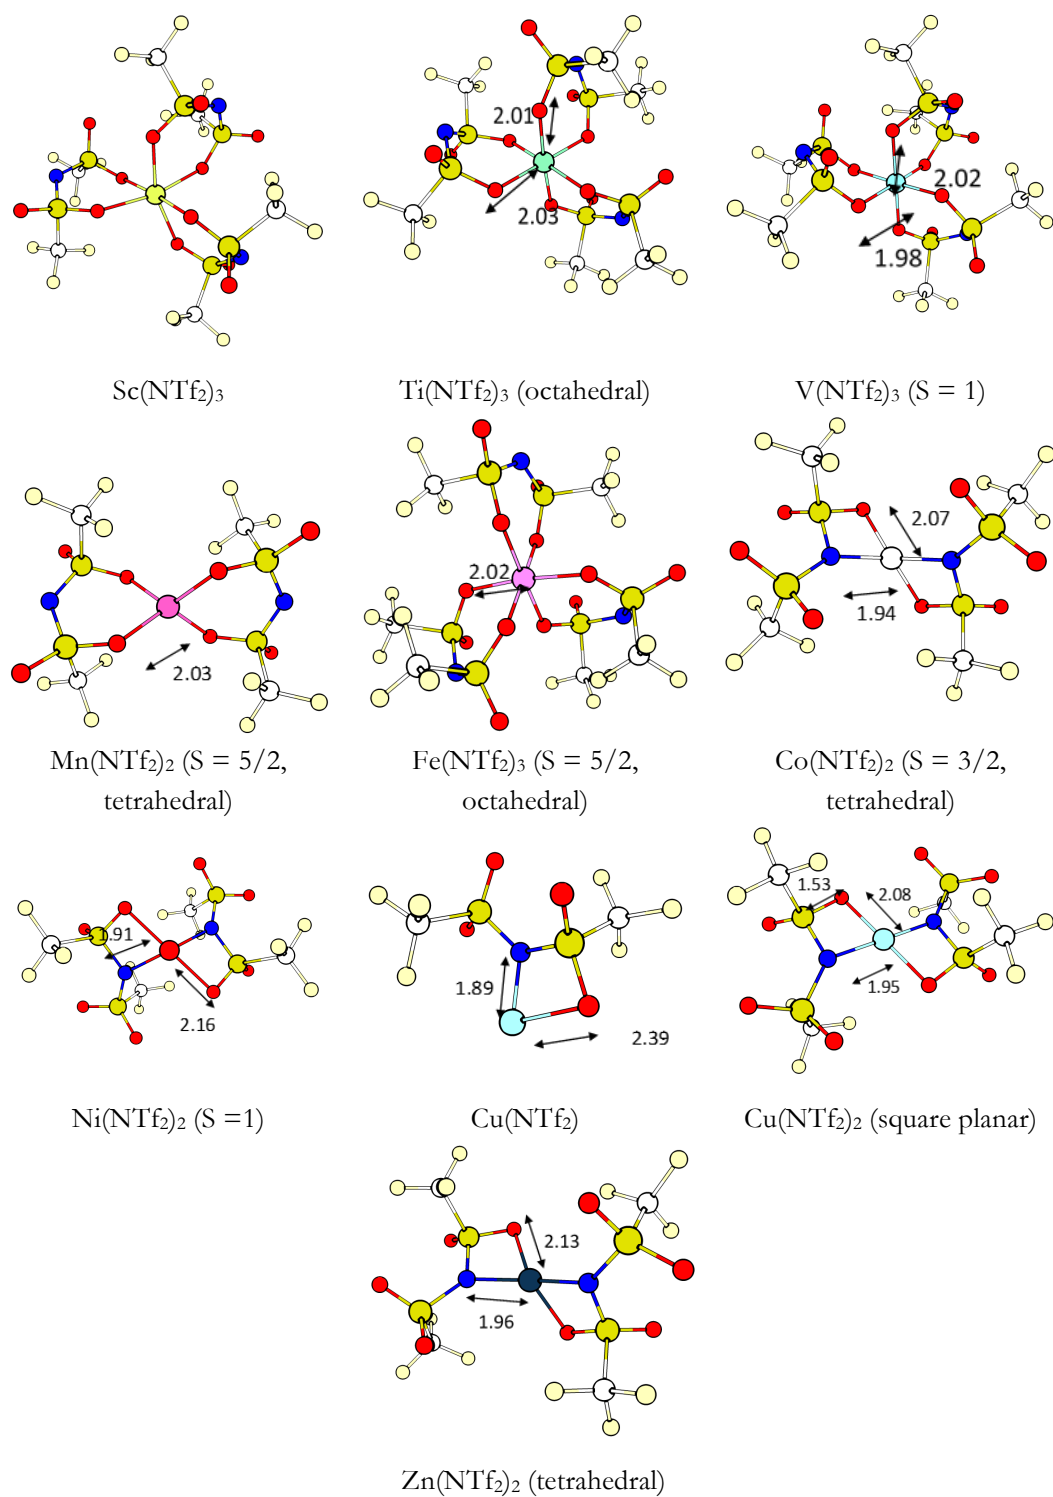 2.01
2.03
2.02
1.98
Sc(NTf₂)₃
Ti(NTf₂)₃ (octahedral)
V(NTf₂)₃ (S = 1)
2.03
2.02
2.07
1.94
Mn(NTf₂)₂ (S = 5/2,
tetrahedral)
Fe(NTf₂)₃ (S = 5/2,
octahedral)
Co(NTf₂)₂ (S = 3/2,
tetrahedral)
1.91
2.16
1.89
2.39
1.53
2.08
1.95
Ni(NTf₂)₂ (S =1)
Cu(NTf₂)
Cu(NTf₂)₂ (square planar)
2.13
1.96
Zn(NTf₂)₂ (tetrahedral)